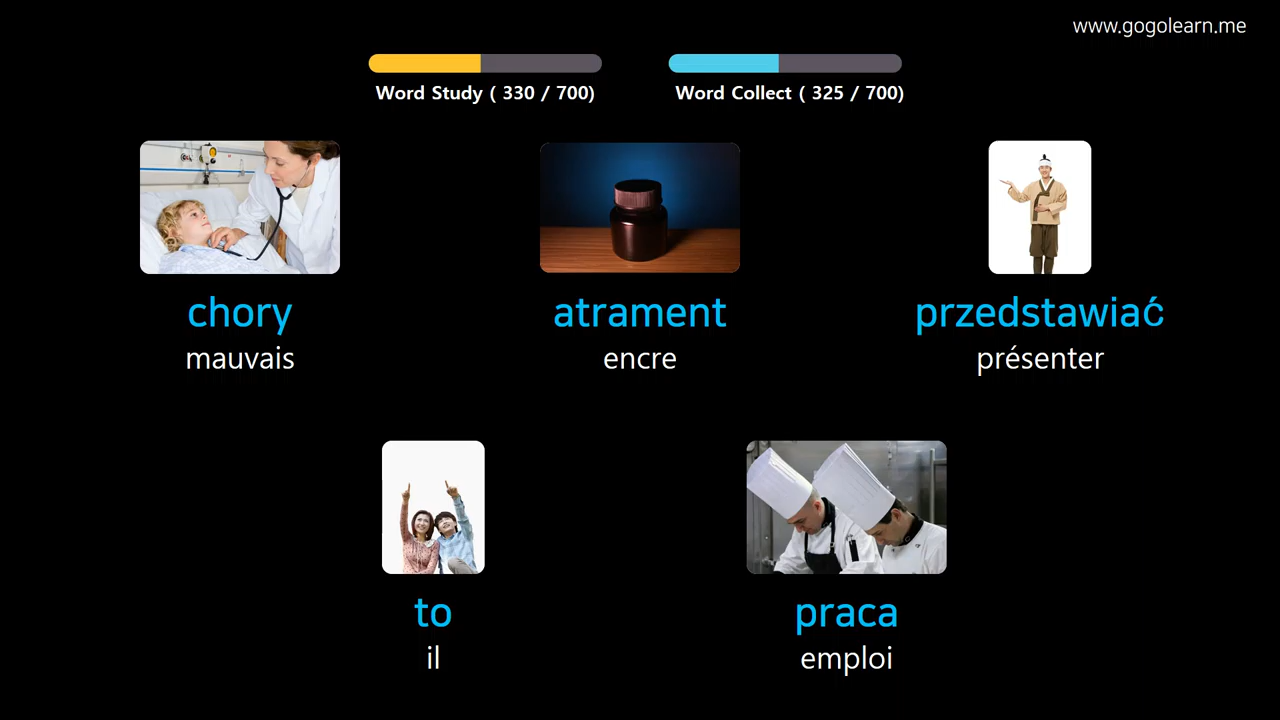 www.gogolearn.me
Word Study ( 330 / 700)
Word Collect ( 325 / 700)
chory
mauvais
atrament
encre
przedstawiać
présenter
to
il
praca
emploi